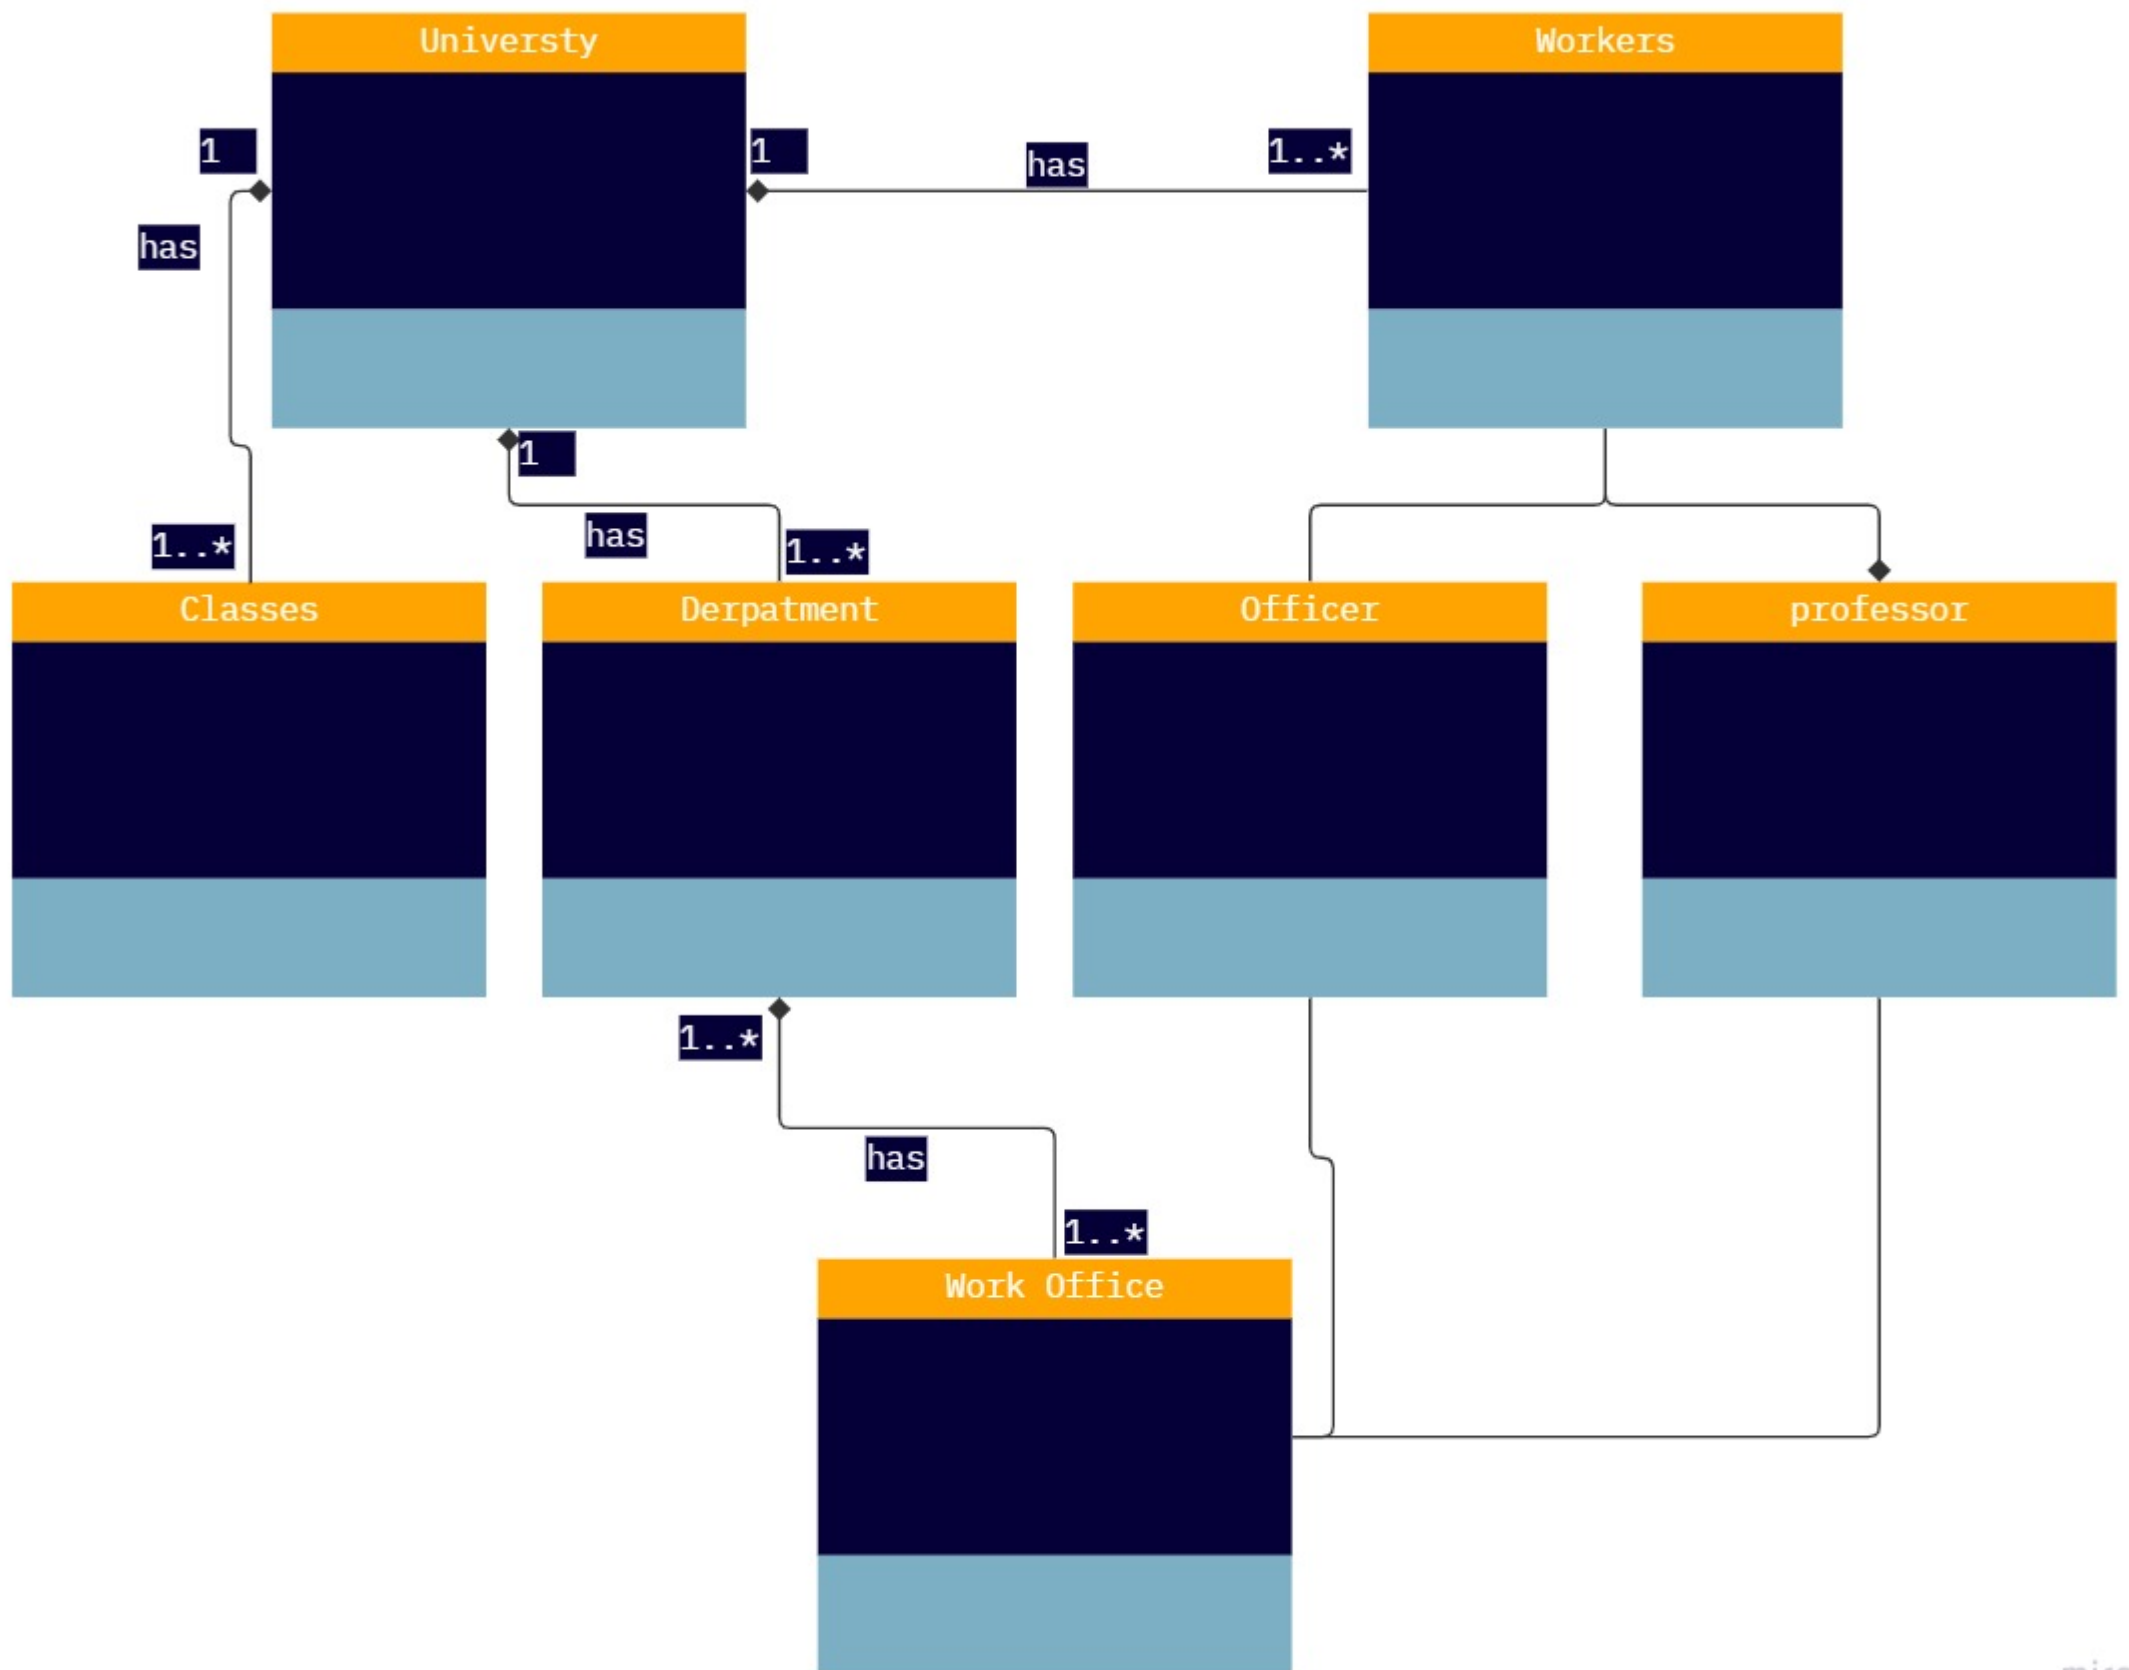 Universty
Workers
1
1
has
1..*
has
1
has
1..*
1..*
Classes
Derpatment
Officer
professor
1..*
has
1..*
Work Office